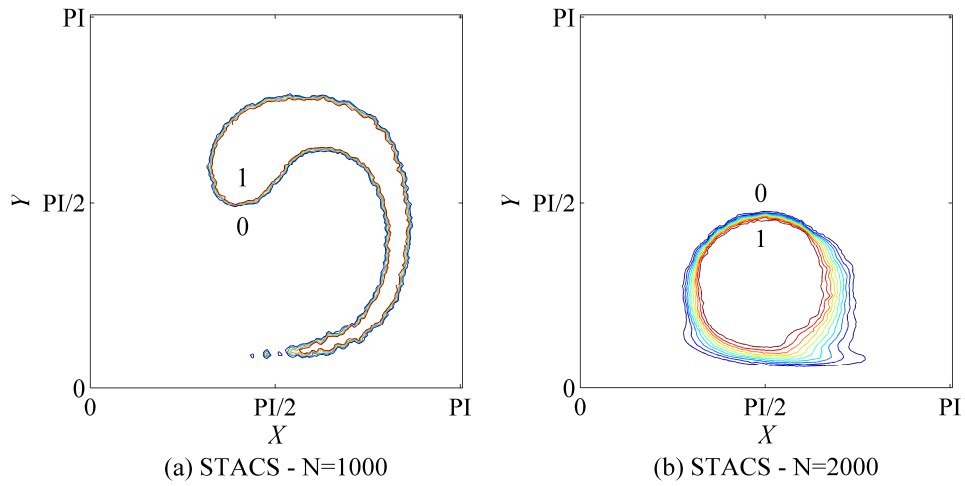 PI
Y
PI/2
1
0
0
0
PI/2
PI
X
(a) STACS - N=1000
PI
Y
PI/2
0
1
0
0
PI/2
PI
X
(b) STACS - N=2000